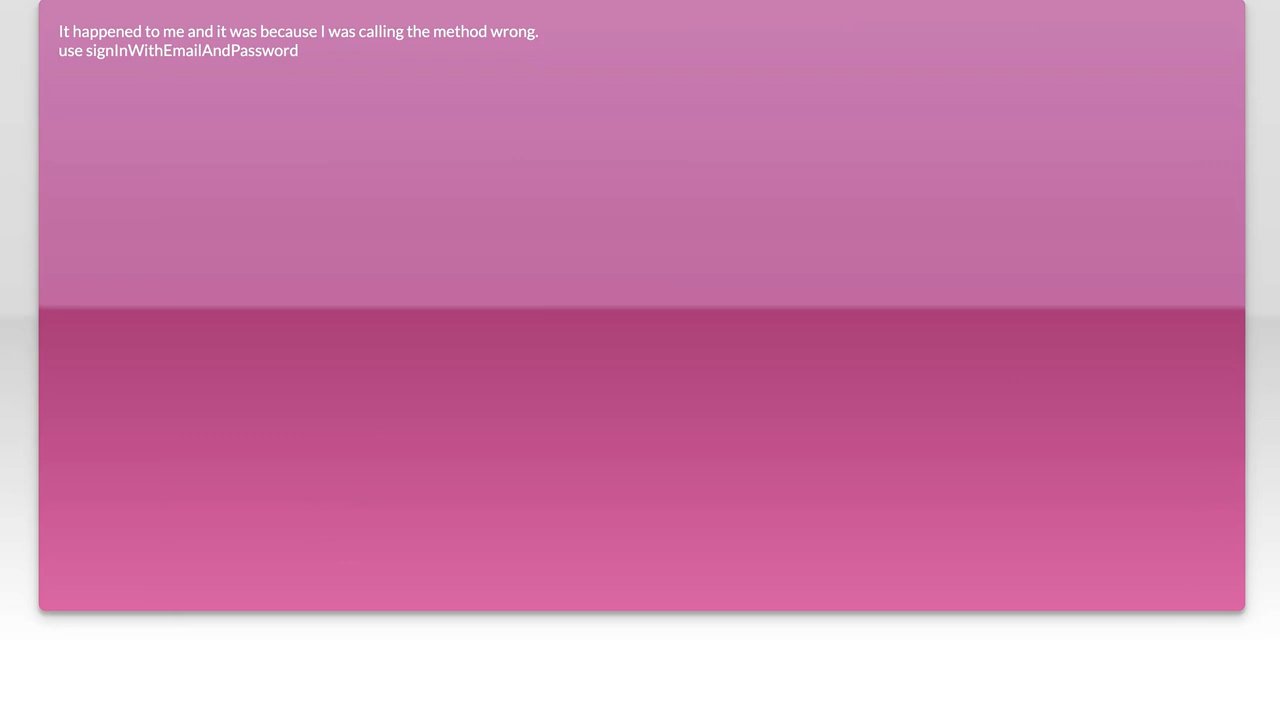 It happened to me and it was because I was calling the method wrong.
use signInWithEmailAndPassword